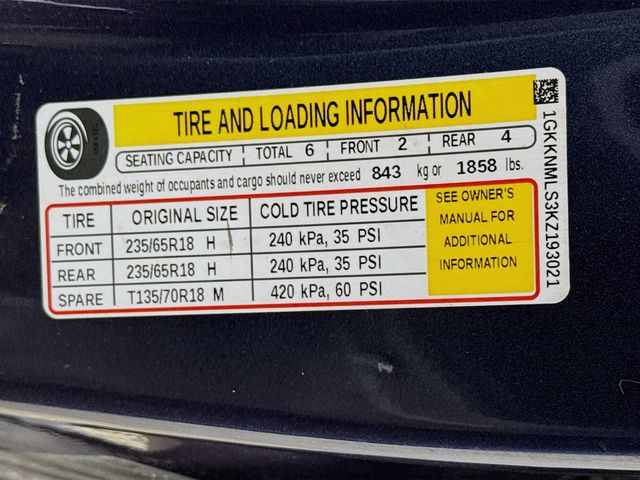 TIRE AND LOADING INFORMATION
SEATING CAPACITY TOTAL 6 FRONT 2 REAR 4
The combined weight of occupants and cargo should never exceed 843 kg or 1858 lbs.
TIRE ORIGINAL SIZE COLD TIRE PRESSURE
FRONT 235/65R18 H 240 kPa, 35 PSI
REAR 235/65R18 H 240 kPa, 35 PSI
SPARE T135/70R18 M 420 kPa, 60 PSI
SEE OWNER'S
MANUAL FOR
ADDITIONAL
INFORMATION
1GKKNMLS3KZ193021